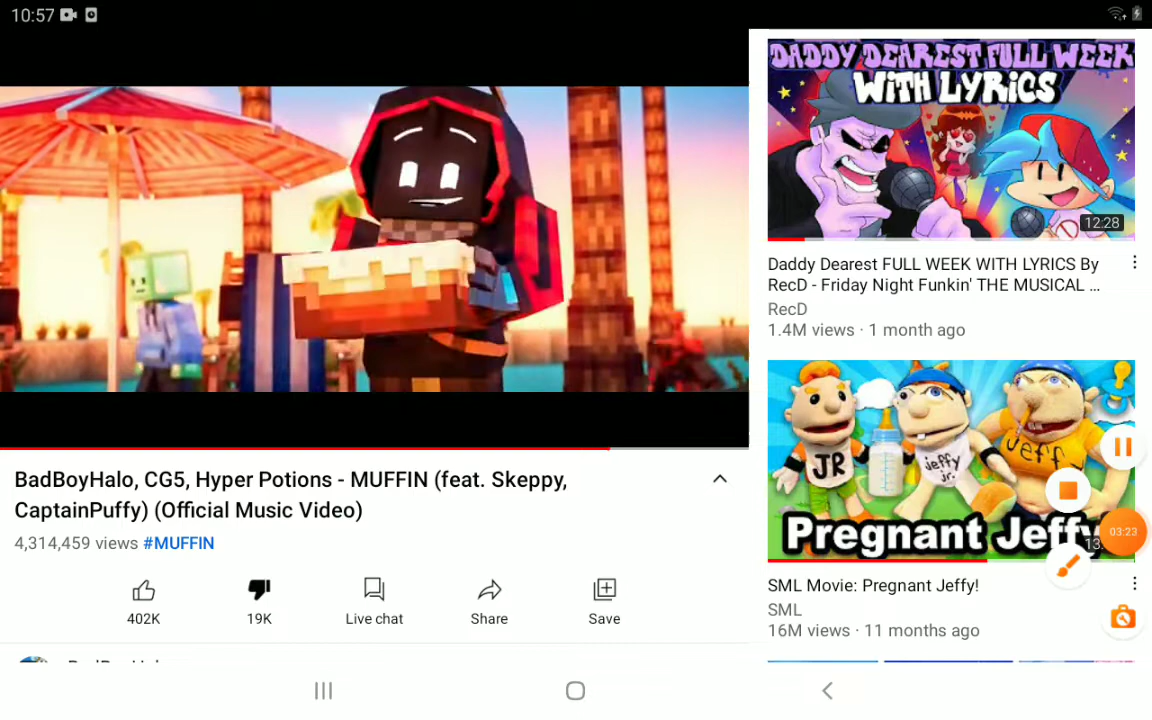 10:57
BadBoyHalo, CG5, Hyper Potions - MUFFIN (feat. Skeppy,
CaptainPuffy) (Official Music Video)
4,314,459 views #MUFFIN
402K
19K
Live chat
Share
Save
DADDY DEAREST FULL WEEK
WITH LYRICS
12:28
Daddy Dearest FULL WEEK WITH LYRICS By
RecD - Friday Night Funkin' THE MUSICAL ...
RecD
1.4M views · 1 month ago
JR
jeffy
Jr.
Jeff
Pregnant Jeffy
13:
03:23
SML Movie: Pregnant Jeffy!
SML
16M views · 11 months ago